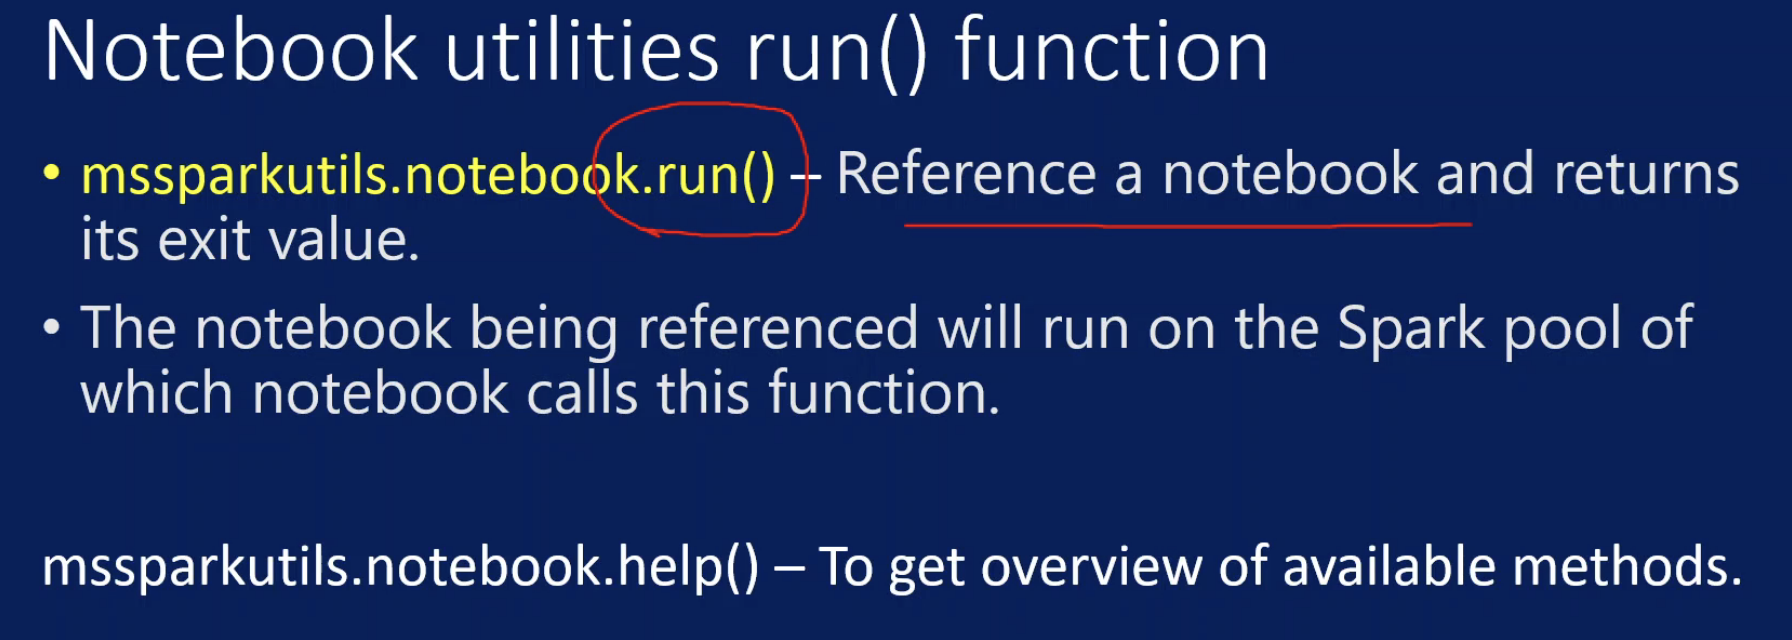 Notebook utilities run() function
• mssparkutils.notebook.run() – Reference a notebook and returns
its exit value.
• The notebook being referenced will run on the Spark pool of
which notebook calls this function.
mssparkutils.notebook.help() – To get overview of available methods.